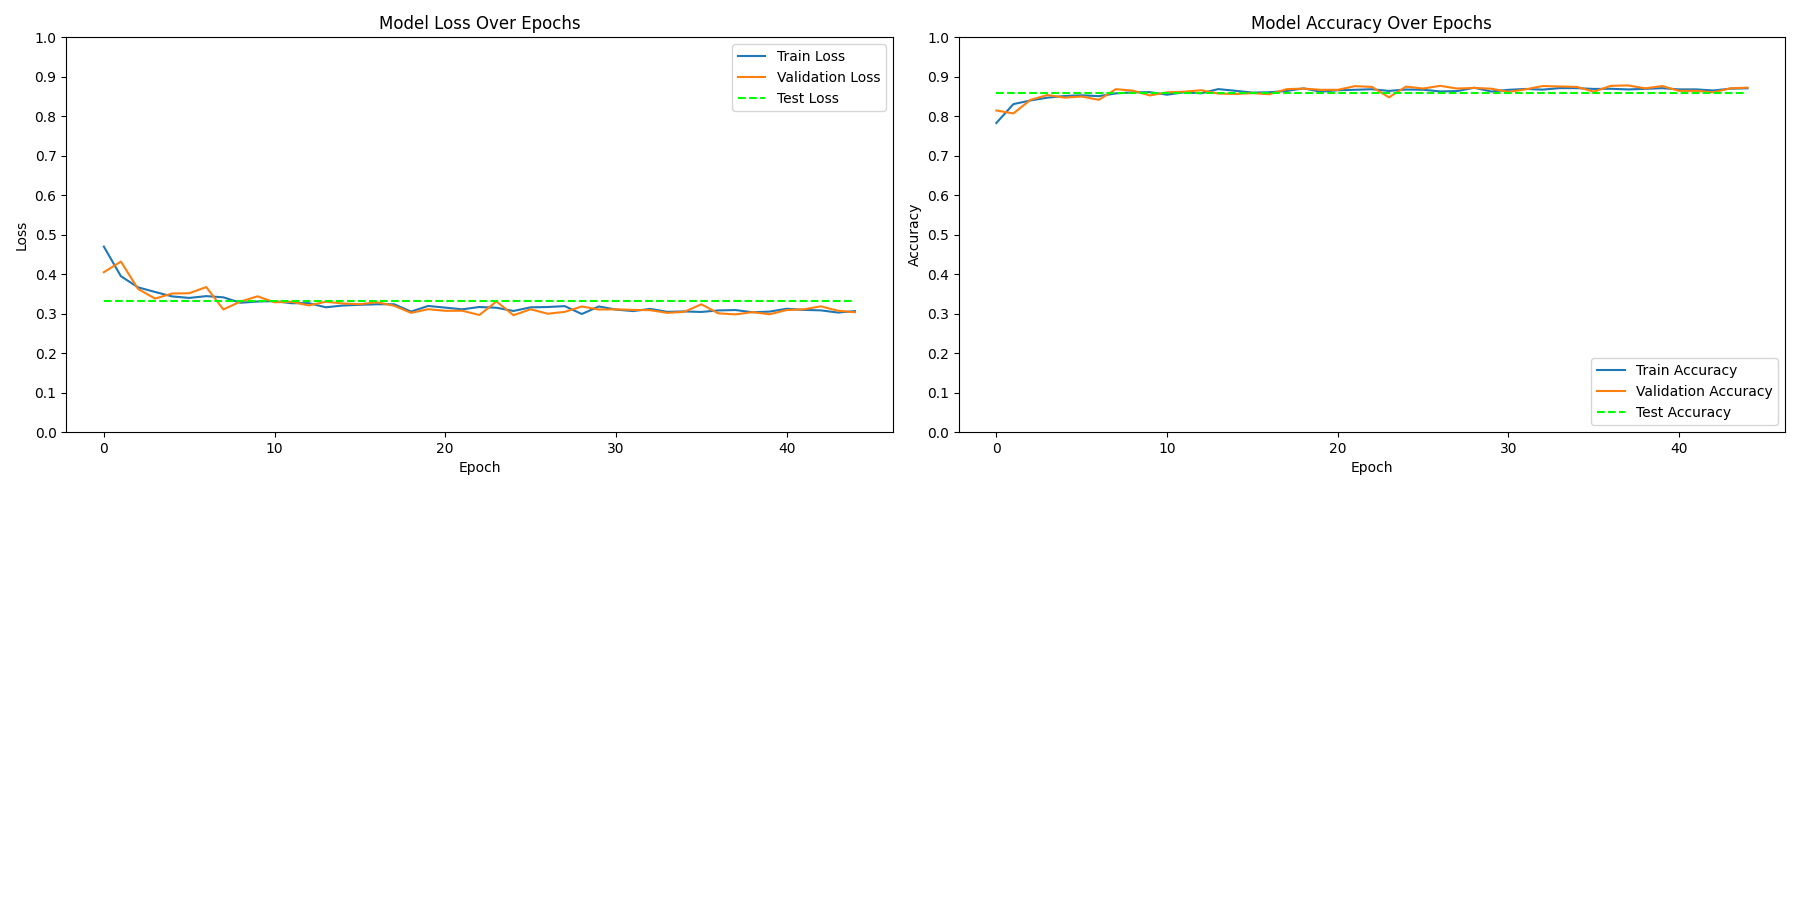 Model Loss Over Epochs
1.0
0.9
0.8
0.7
0.6
0.5
0.4
0.3
0.2
0.1
0.0
Loss
0
10
20
30
40
Epoch
Train Loss
Validation Loss
Test Loss
Model Accuracy Over Epochs
1.0
0.9
0.8
0.7
0.6
0.5
0.4
0.3
0.2
0.1
0.0
Accuracy
0
10
20
30
40
Epoch
Train Accuracy
Validation Accuracy
Test Accuracy